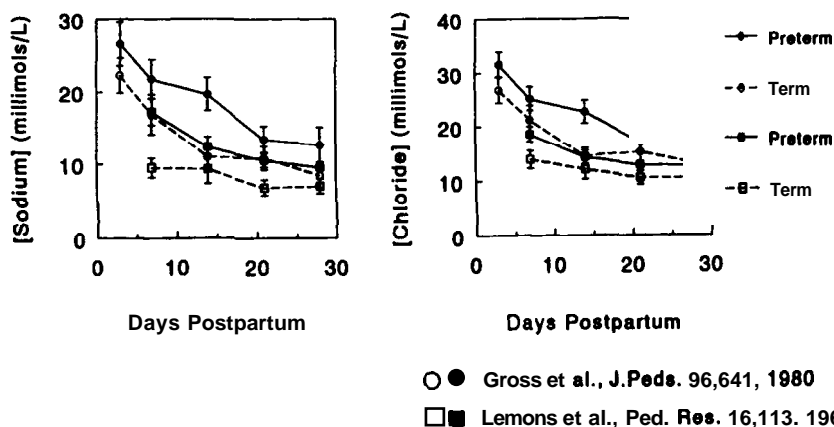 [Sodium] (millimols/L)
30
20
10
0
0 10 20 30
Days Postpartum
[Chloride] (millimols/L)
40
30
20
10
0
0 10 20 30
Days Postpartum
Preterm
Term
Preterm
Term
Gross et al., J.Peds. 96,641, 1980
Lemons et al., Ped. Res. 16,113.